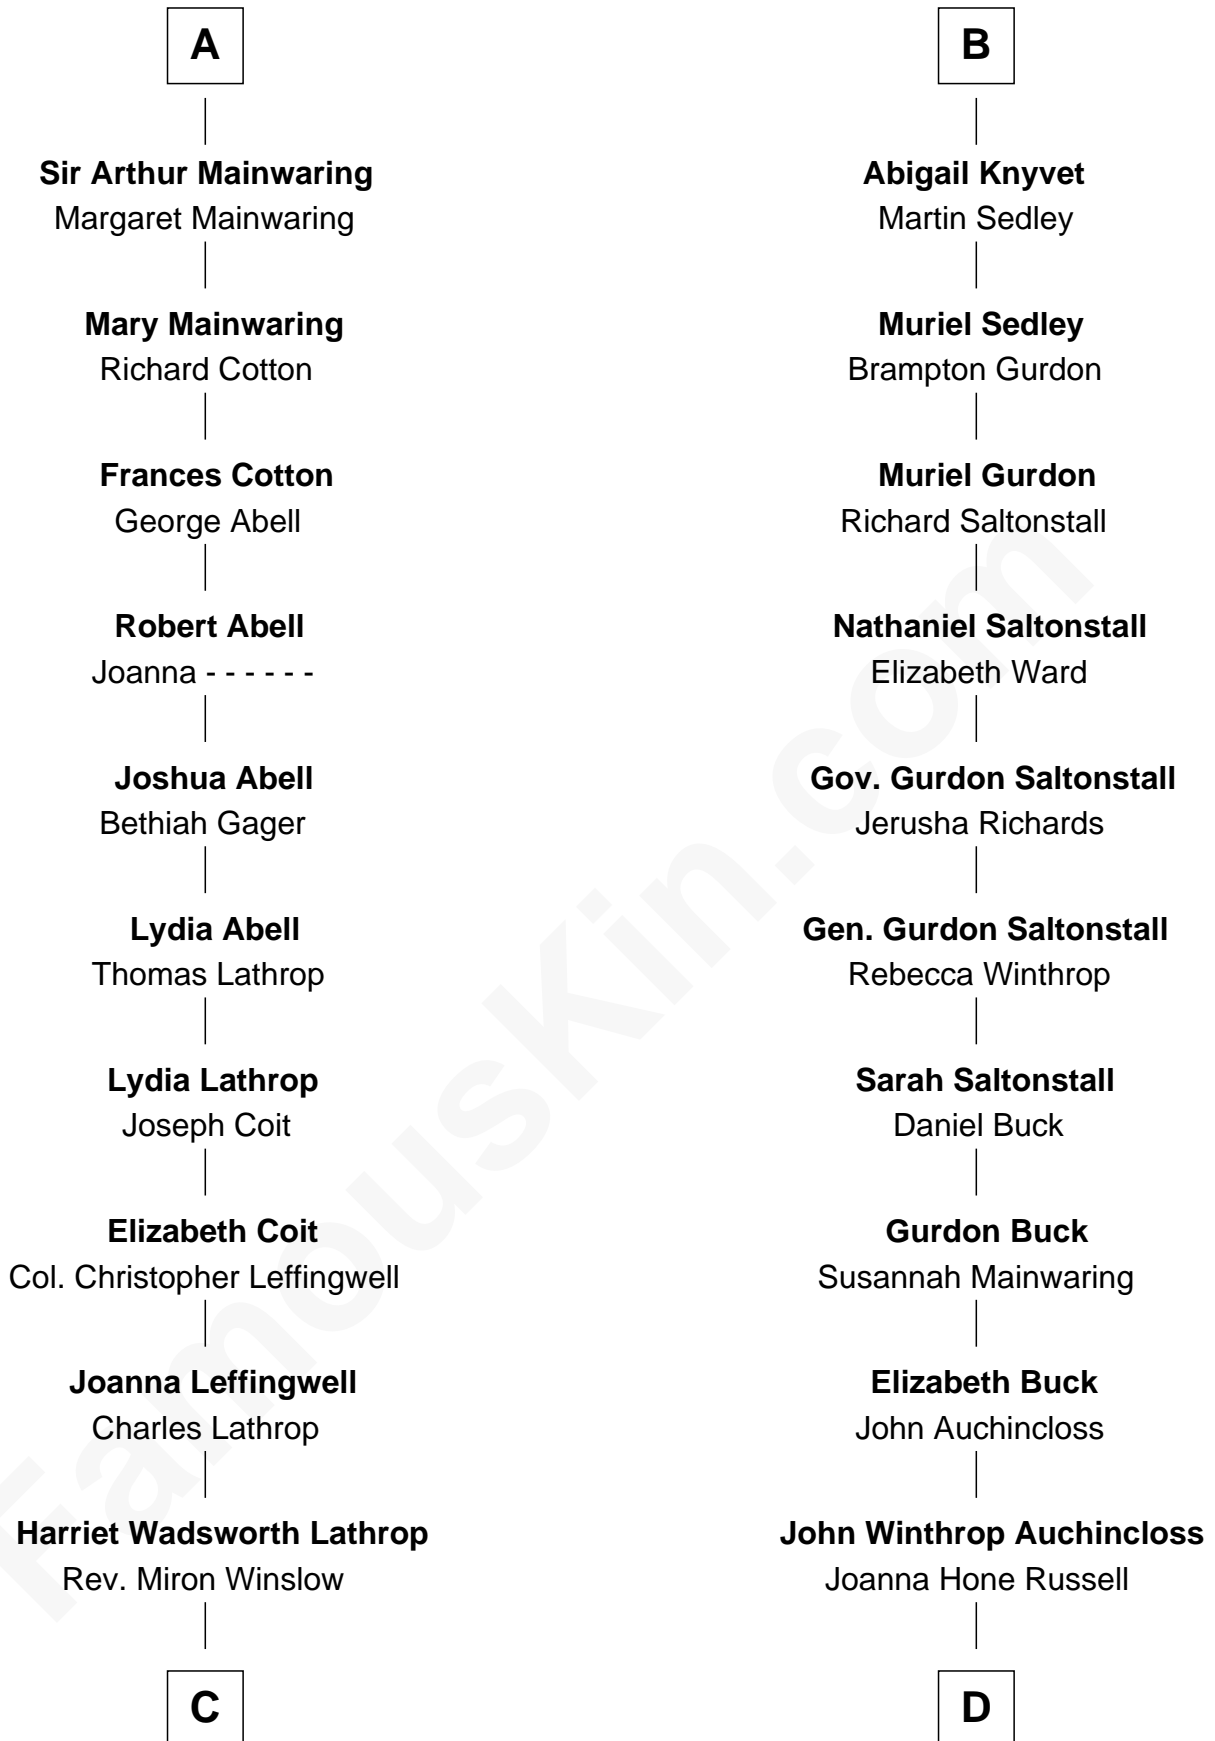 A
Sir Arthur Mainwaring
Margaret Mainwaring
Mary Mainwaring
Richard Cotton
Frances Cotton
George Abell
Robert Abell
Joanna - - - - - -
Joshua Abell
Bethiah Gager
Lydia Abell
Thomas Lathrop
Lydia Lathrop
Joseph Coit
Elizabeth Coit
Col. Christopher Leffingwell
Joanna Leffingwell
Charles Lathrop
Harriet Wadsworth Lathrop
Rev. Miron Winslow
C
B
Abigail Knyvet
Martin Sedley
Muriel Sedley
Brampton Gurdon
Muriel Gurdon
Richard Saltonstall
Nathaniel Saltonstall
Elizabeth Ward
Gov. Gurdon Saltonstall
Jerusha Richards
Gen. Gurdon Saltonstall
Rebecca Winthrop
Sarah Saltonstall
Daniel Buck
Gurdon Buck
Susannah Mainwaring
Elizabeth Buck
John Auchincloss
John Winthrop Auchincloss
Joanna Hone Russell
D
FamousKin.com